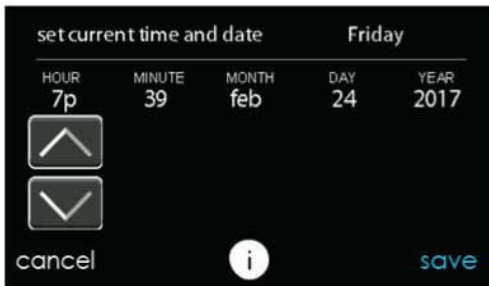 set current time and date Friday
HOUR MINUTE MONTH DAY YEAR
7p 39 feb 24 2017
cancel i save